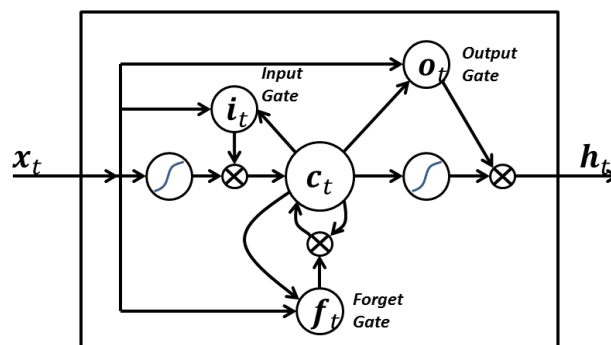 Output
Gate
o_t
Input
Gate
i_t
x_t
c_t
h_t
f_t
Forget
Gate